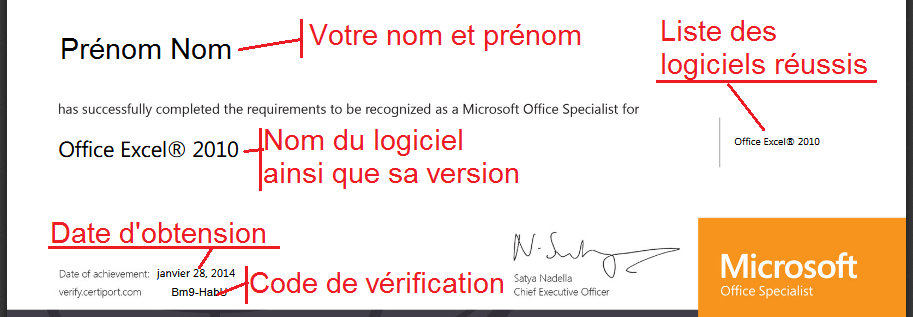 Prénom Nom
Votre nom et prénom
Liste des
logiciels réussis
has successfully completed the requirements to be recognized as a Microsoft Office Specialist for
Office Excel® 2010
Nom du logiciel
ainsi que sa version
Office Excel® 2010
Date d'obtention
Date of achievement: janvier 28, 2014
verify.certiport.com Bm9-HabU
Code de vérification
Satya Nadella
Chief Executive Officer
Microsoft
Office Specialist